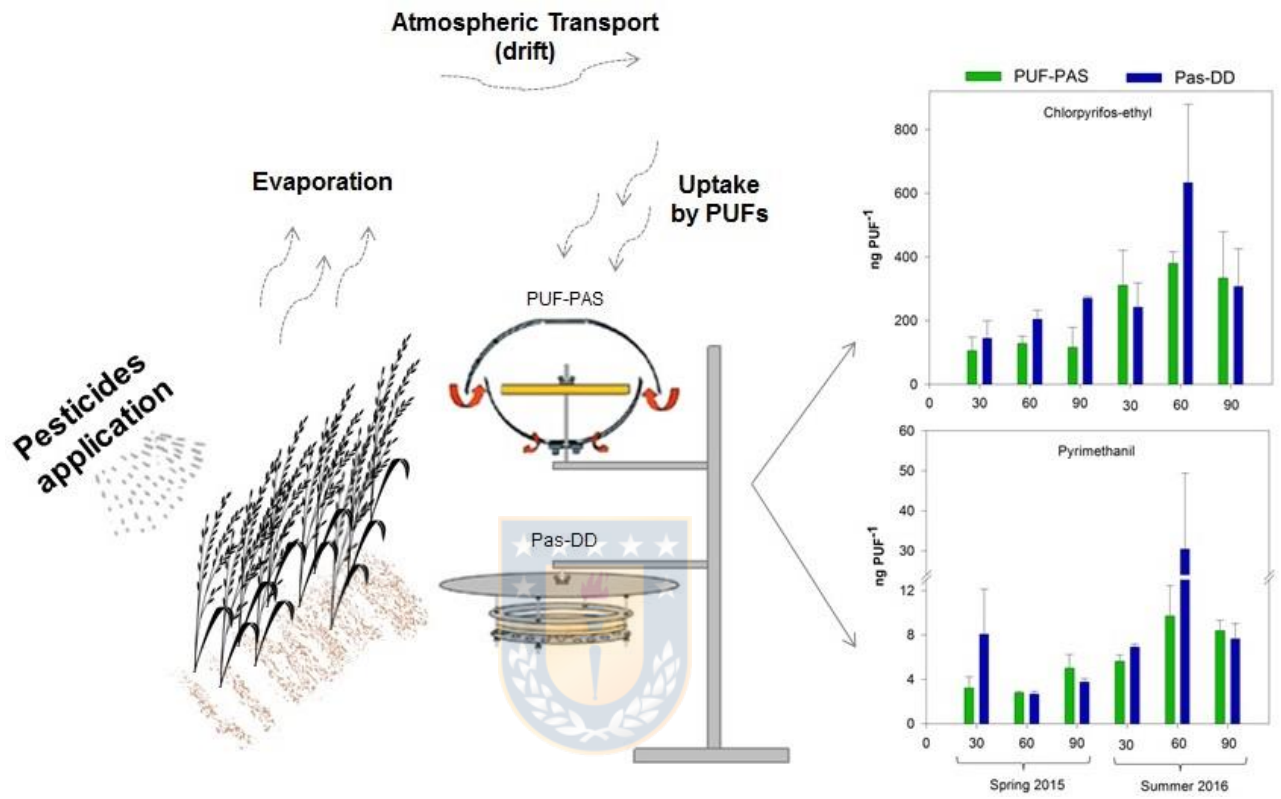 Atmospheric Transport
(drift)
Evaporation
Uptake
by PUFs
Pesticides
application
PUF-PAS
Pas-DD
PUF-PAS Pas-DD
Chlorpyrifos-ethyl
ng PUF⁻¹
800
600
400
200
0
0 30 60 90 30 60 90
Pyrimethanil
ng PUF⁻¹
60
50
40
30
12
8
4
0
0 30 60 90 30 60 90
Spring 2015 Summer 2016